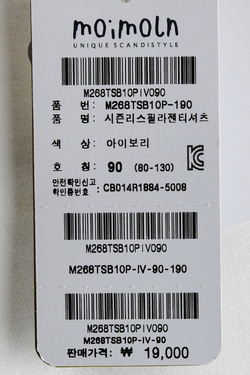 moimoln
UNIQUE SCANDISTYLE
M268TSB10PIV090
품 번: M268TSB10P-190
품 명: 시즌리스필라젠티셔츠
색 상: 아이보리
호 칭: 90 (80-130)
안전확인신고
확인증번호: CB014R1884-5008
M268TSB10PIV090
M268TSB10P-IV-90-190
M268TSB10PIV090
M268TSB10P-IV-90
판매가격: ₩ 19,000